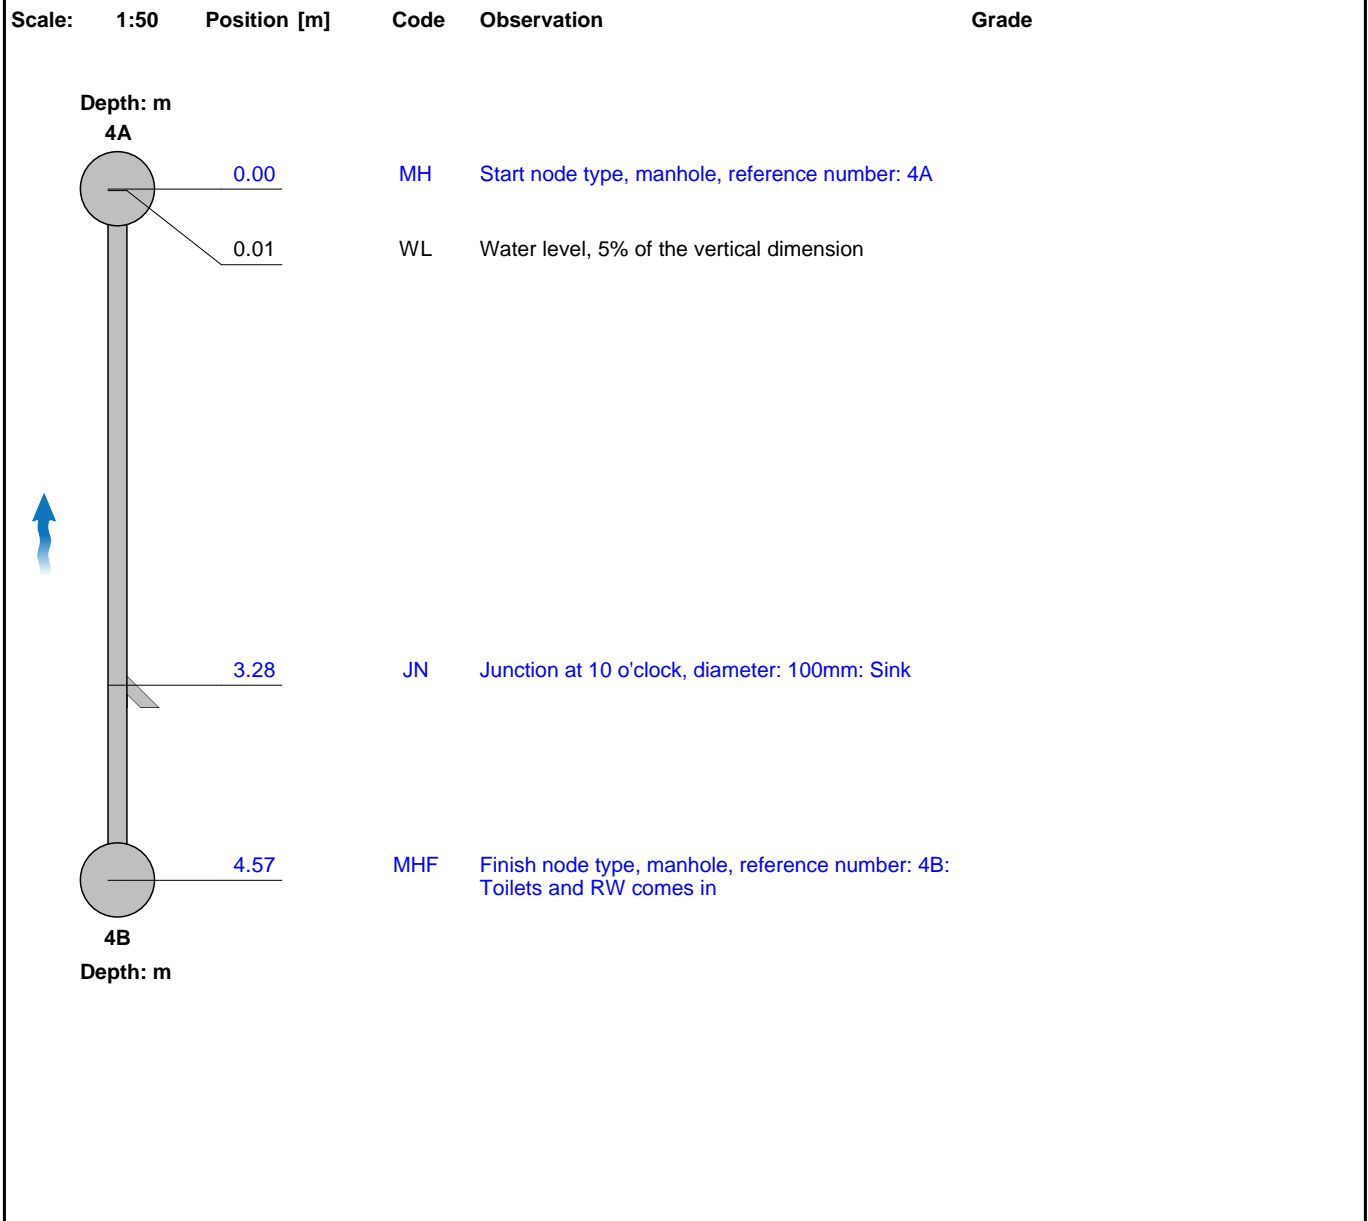 Scale: 1:50 Position [m] Code Observation Grade
Depth: m
4A
0.00 MH Start node type, manhole, reference number: 4A
0.01 WL Water level, 5% of the vertical dimension
3.28 JN Junction at 10 o'clock, diameter: 100mm: Sink
4.57 MHF Finish node type, manhole, reference number: 4B:
Toilets and RW comes in
4B
Depth: m